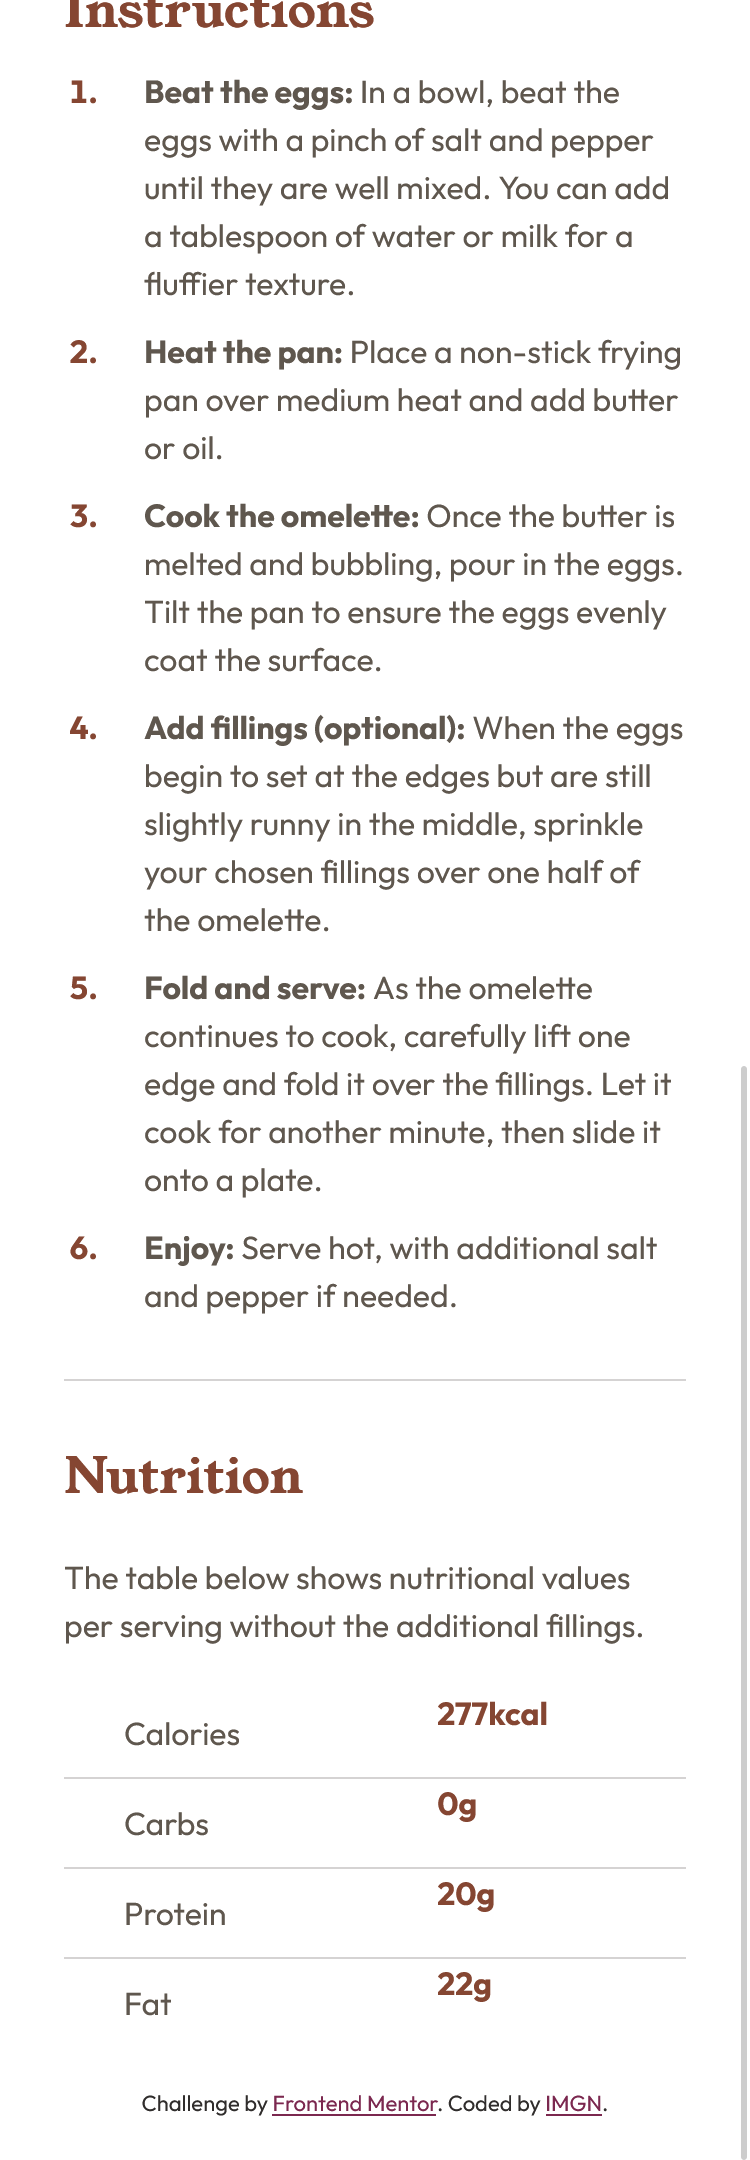 Instructions
1. Beat the eggs: In a bowl, beat the
eggs with a pinch of salt and pepper
until they are well mixed. You can add
a tablespoon of water or milk for a
fluffier texture.
2. Heat the pan: Place a non-stick frying
pan over medium heat and add butter
or oil.
3. Cook the omelette: Once the butter is
melted and bubbling, pour in the eggs.
Tilt the pan to ensure the eggs evenly
coat the surface.
4. Add fillings (optional): When the eggs
begin to set at the edges but are still
slightly runny in the middle, sprinkle
your chosen fillings over one half of
the omelette.
5. Fold and serve: As the omelette
continues to cook, carefully lift one
edge and fold it over the fillings. Let it
cook for another minute, then slide it
onto a plate.
6. Enjoy: Serve hot, with additional salt
and pepper if needed.
Nutrition
The table below shows nutritional values
per serving without the additional fillings.
Calories 277kcal
Carbs 0g
Protein 20g
Fat 22g
Challenge by Frontend Mentor. Coded by IMGN.